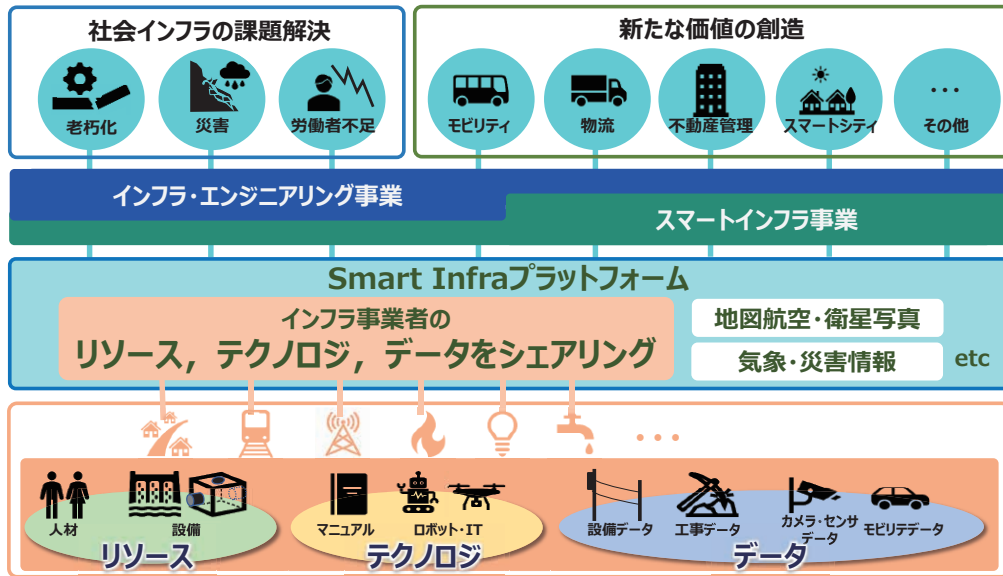 社会インフラの課題解決
新たな価値の創造
老朽化
災害
労働者不足
モビリティ
物流
不動産管理
スマートシティ
...
その他
インフラ・エンジニアリング事業
スマートインフラ事業
Smart Infraプラットフォーム
インフラ事業者の
リソース，テクノロジ，データをシェアリング
地図航空・衛星写真
気象・災害情報
etc
...
人材
設備
リソース
マニュアル
ロボット・IT
テクノロジ
設備データ
工事データ
カメラ・センサ
データ
モビリテデータ
データ